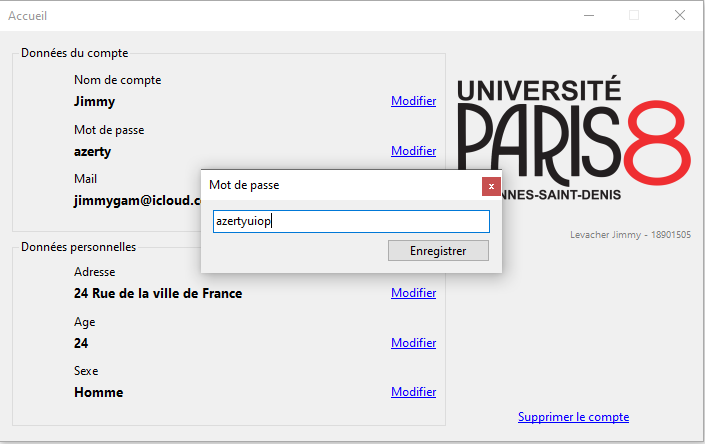 Accueil
Données du compte
Nom de compte
Jimmy
Modifier
Mot de passe
azerty
Modifier
Mail
jimmygam@icloud.c
UNIVERSITÉ
PARIS 8
NNES-SAINT-DENIS
Levacher Jimmy - 18901505
Mot de passe
x
azertyuiop
Enregistrer
Données personnelles
Adresse
24 Rue de la ville de France
Modifier
Age
24
Modifier
Sexe
Homme
Modifier
Supprimer le compte